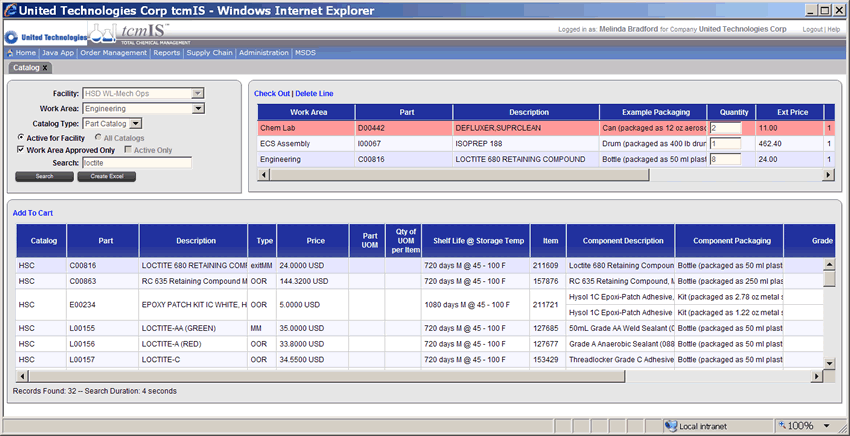 United Technologies Corp tcmIS - Windows Internet Explorer
United Technologies tcmIS™ Logged in as: Melinda Bradford for Company United Technologies Corp Logout | Help
TOTAL CHEMICAL MANAGEMENT
Home | Java App | Order Management | Reports | Supply Chain | Administration | MSDS
Catalog X
Facility: HSD WL-Mech Ops
Work Area: Engineering
Catalog Type: Part Catalog
Active for Facility All Catalogs
Work Area Approved Only Active Only
Search: loctite
Search Create Excel
Check Out | Delete Line
Work Area Part Description Example Packaging Quantity Ext Price
Chem Lab D00442 DEFLUXER,SUPRCLEAN Can (packaged as 12 oz aeros 2 11.00 1
ECS Assembly I00067 ISOPREP 188 Drum (packaged as 400 lb drum 1 462.40 1
Engineering C00816 LOCTITE 680 RETAINING COMPOUND Bottle (packaged as 50 ml plast 8 24.00 1
Add To Cart
Catalog Part Description Type Price Part UOM Qty of UOM per Item Shelf Life @ Storage Temp Item Component Description Component Packaging Grade
HSC C00816 LOCTITE 680 RETAINING COMF exitMM 24.0000 USD 720 days M @ 45 - 100 F 211609 Loctite 680 Retaining Compoun Bottle (packaged as 50 ml plast
HSC C00863 RC 635 Retaining Compound M OOR 144.3200 USD 720 days M @ 45 - 100 F 157876 RC 635 Retaining Compound, M Bottle (packaged as 250 ml plas
HSC E00234 EPOXY PATCH KIT IC WHITE, H OOR 5.0000 USD 1080 days M @ 45 - 100 F 211721 Hysol 1C Epoxi-Patch Adhesive, Kit (packaged as 2.78 oz metal s
Hysol 1C Epoxi-Patch Adhesive, Kit (packaged as 1.22 oz metal s
HSC L00155 LOCTITE-AA (GREEN) MM 35.0000 USD 720 days M @ 45 - 100 F 127685 50mL Grade AA Weld Sealant (C Bottle (packaged as 50 ml plast
HSC L00156 LOCTITE-A (RED) OOR 33.8000 USD 720 days M @ 45 - 100 F 127677 Grade A Anaerobic Sealant (088 Bottle (packaged as 50 ml plast
HSC L00157 LOCTITE-C OOR 34.5500 USD 720 days M @ 45 - 100 F 153429 Threadlocker Grade C Adhesive Bottle (packaged as 50 ml plast
Records Found: 32 -- Search Duration: 4 seconds
Local intranet 100%